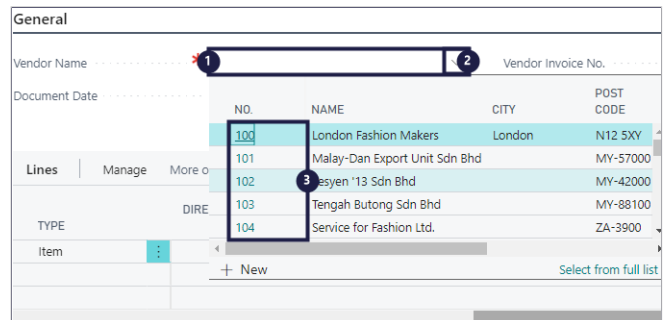 General
Vendor Name * 1 2 Vendor Invoice No.
Document Date
NO. NAME CITY POST CODE
100 London Fashion Makers London N12 5XY
101 Malay-Dan Export Unit Sdn Bhd MY-57000
Lines Manage More o
102 3 esyen '13 Sdn Bhd MY-42000
DIRE
103 Tengah Butong Sdn Bhd MY-88100
TYPE
104 Service for Fashion Ltd. ZA-3900
Item
+ New Select from full list